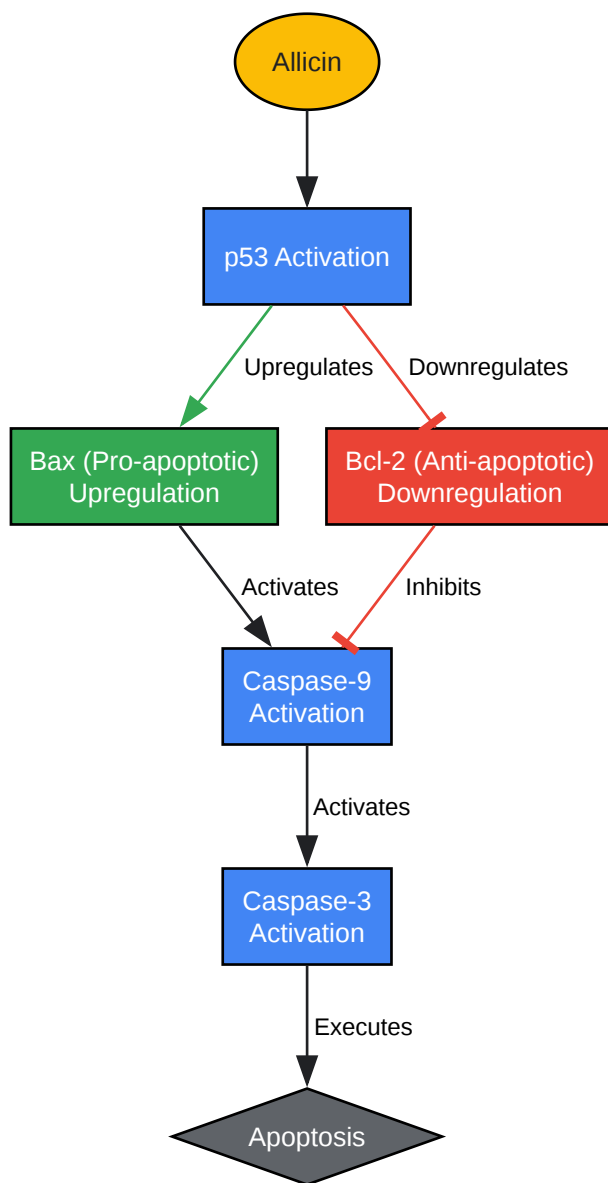 Allicin
p53 Activation
Upregulates
Downregulates
Bax (Pro-apoptotic)
Upregulation
Bcl-2 (Anti-apoptotic)
Downregulation
Activates
Inhibits
Caspase-9
Activation
Activates
Caspase-3
Activation
Executes
Apoptosis